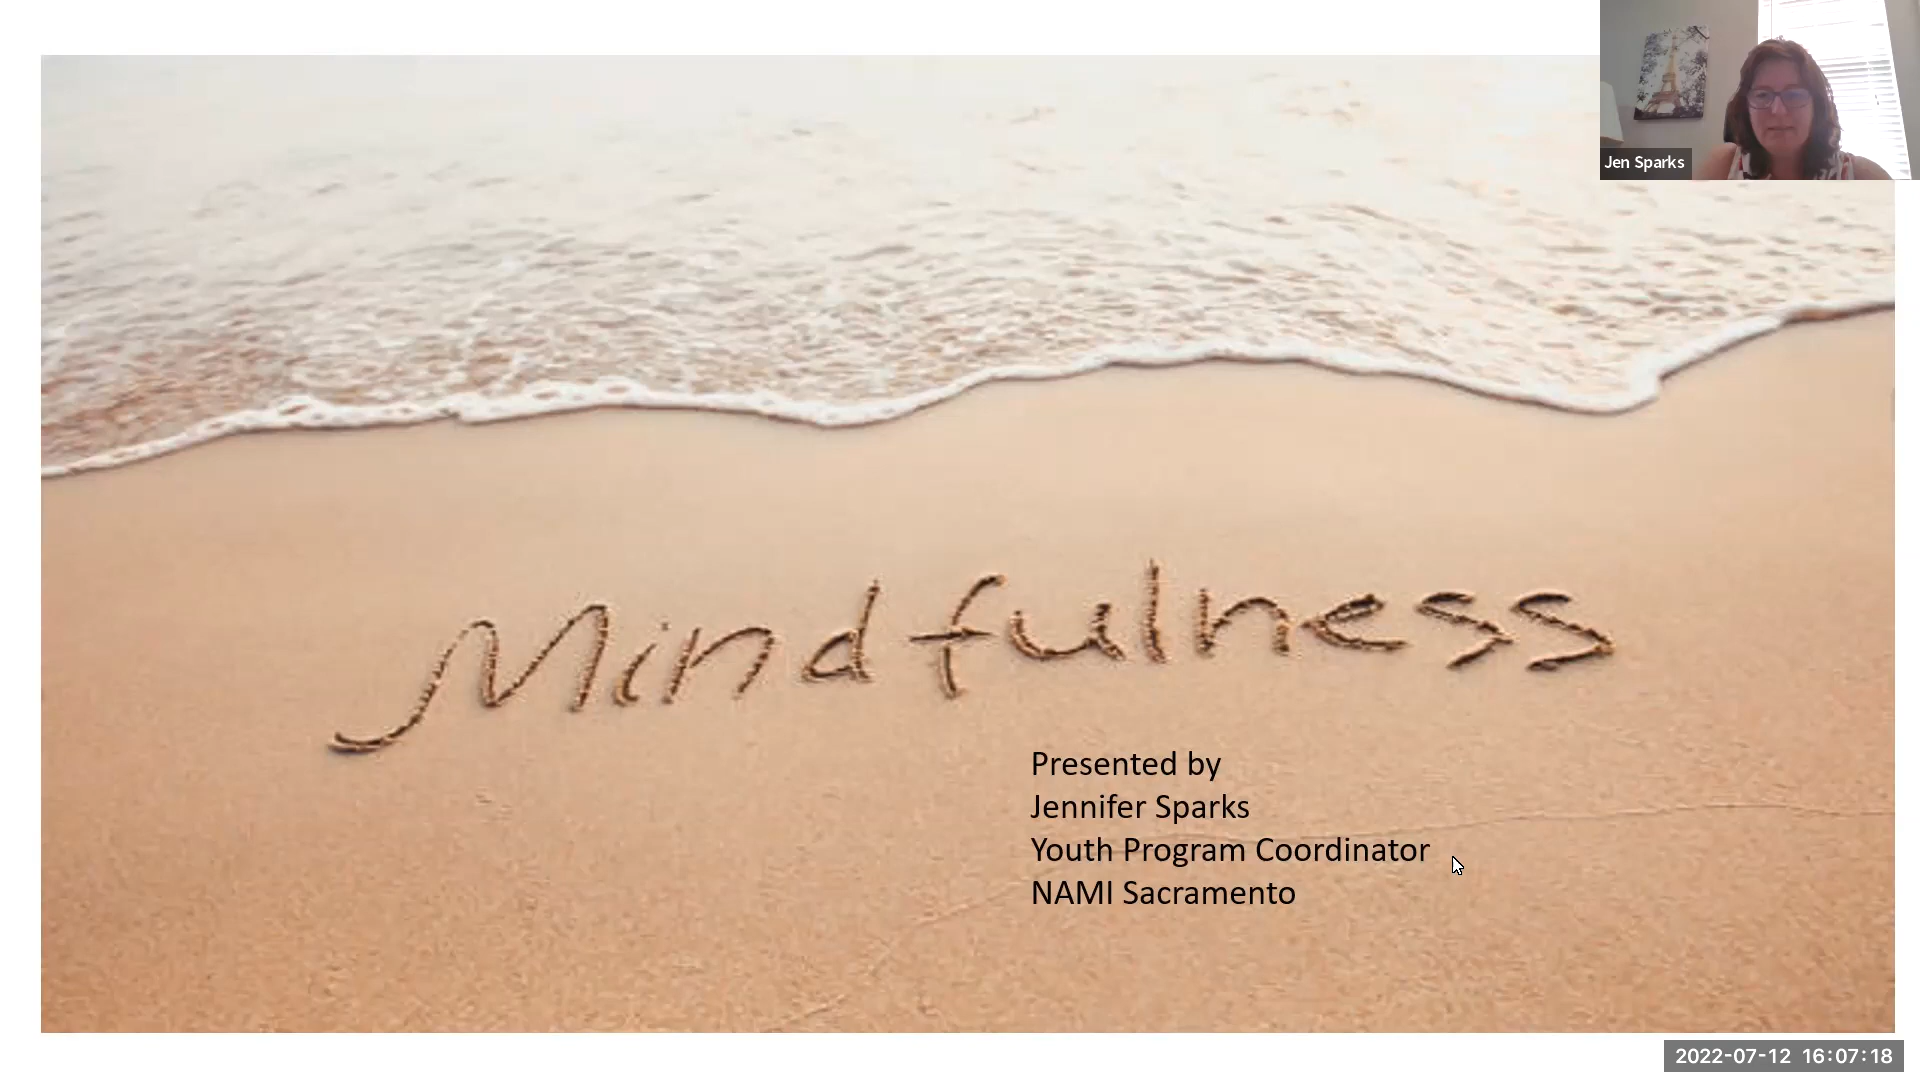 Jen Sparks
Mindfulness
Presented by
Jennifer Sparks
Youth Program Coordinator
NAMI Sacramento
2022-07-12 16:07:18